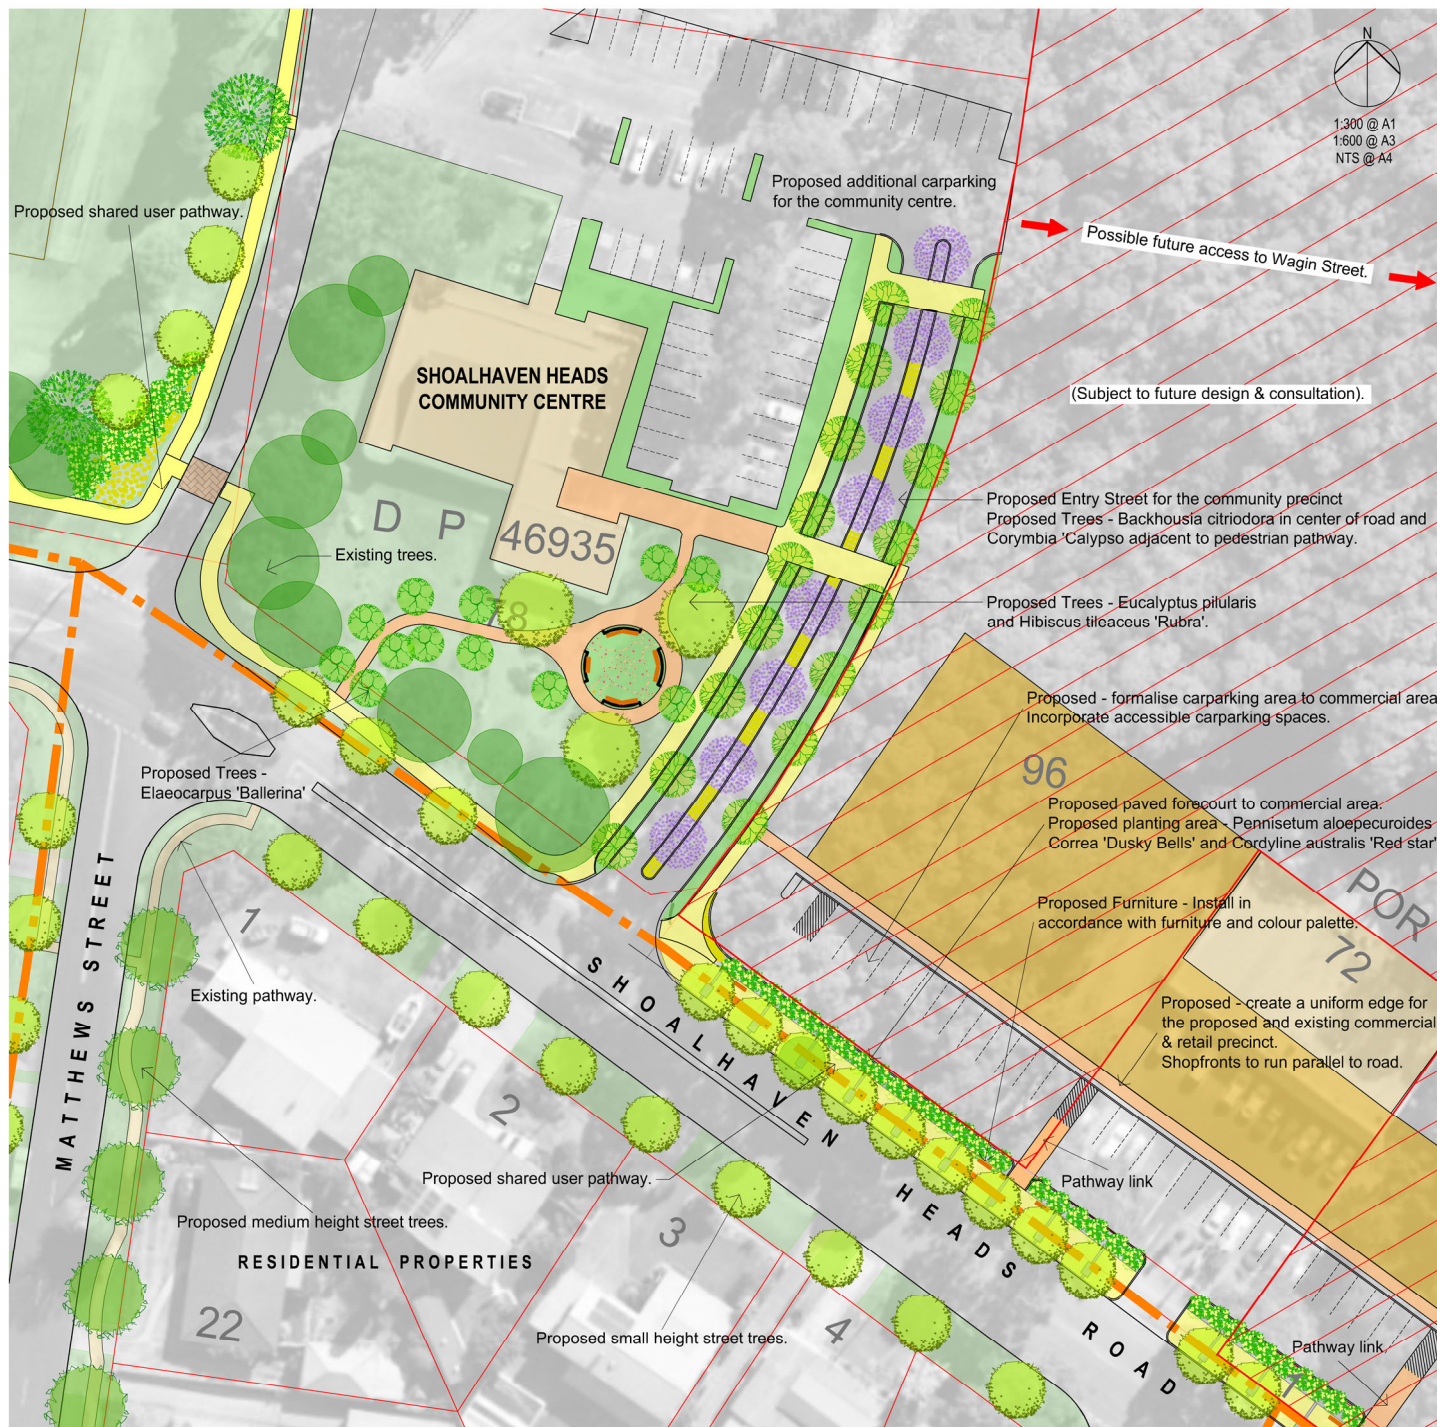 N
1:300 @ A1
1:600 @ A3
NTS @ A4
Proposed additional carparking
for the community centre.
Proposed shared user pathway.
Possible future access to Wagin Street.
SHOALHAVEN HEADS
COMMUNITY CENTRE
(Subject to future design & consultation).
Proposed Entry Street for the community precinct
Proposed Trees - Backhousia citriodora in center of road and
Corymbia 'Calypso adjacent to pedestrian pathway.
D P 46935
Existing trees.
78
Proposed Trees - Eucalyptus pilularis
and Hibiscus tileaceus 'Rubra'.
Proposed - formalise carparking area to commercial area
Incorporate accessible carparking spaces.
96
Proposed Trees -
Elaeocarpus 'Ballerina'
Proposed paved forecourt to commercial area.
Proposed planting area - Pennisetum aloepecuroides
Correa 'Dusky Bells' and Cordyline australis 'Red star'
POR
72
Proposed Furniture - Install in
accordance with furniture and colour palette.
1
Existing pathway.
MATTHEWS STREET
SHOALHAVEN HEADS ROAD
Proposed - create a uniform edge for
the proposed and existing commercial
& retail precinct.
Shopfronts to run parallel to road.
2
Proposed shared user pathway.
Pathway link
Proposed medium height street trees.
3
RESIDENTIAL PROPERTIES
22
Proposed small height street trees.
4
Pathway link
1